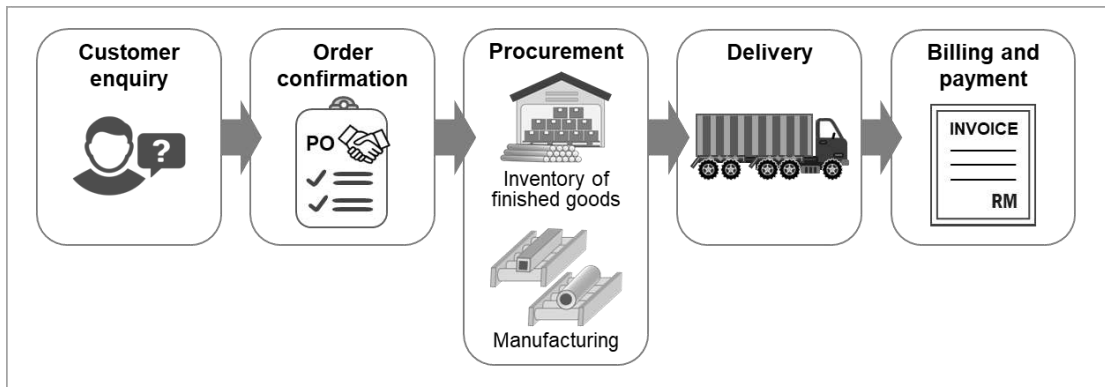 Customer
enquiry
Order
confirmation
PO
?
Procurement
Inventory of
finished goods
Manufacturing
Delivery
Billing and
payment
INVOICE
RM